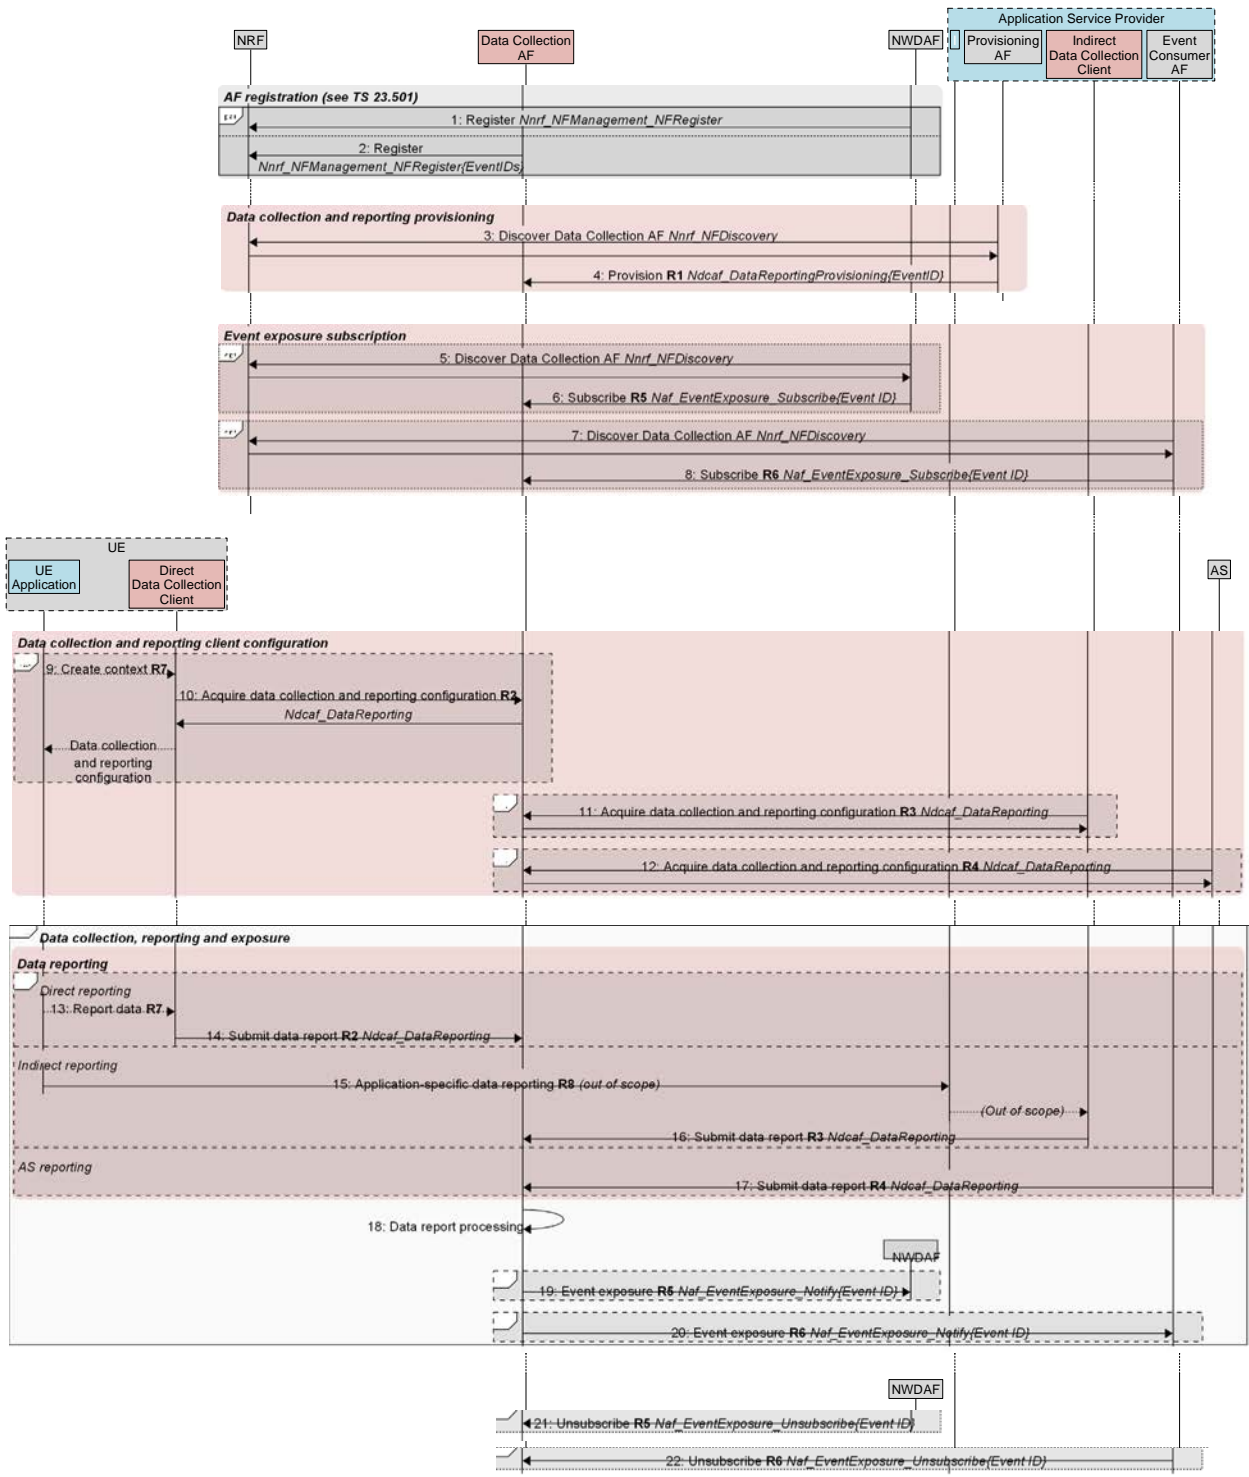 Application Service Provider
NRF
Data Collection
AF
NWDAF
Provisioning
AF
Indirect
Data Collection
Client
Event
Consumer
AF
AF registration (see TS 23.501)
1: Register Nnrf_NFManagement_NFRegister
2: Register
Nnrf_NFManagement_NFRegister{EventIDs}
Data collection and reporting provisioning
3: Discover Data Collection AF Nnrf_NFDiscovery
4: Provision R1 Ndcaf_DataReportingProvisioning{EventID}
Event exposure subscription
5: Discover Data Collection AF Nnrf_NFDiscovery
6: Subscribe R5 Naf_EventExposure_Subscribe{Event ID}
7: Discover Data Collection AF Nnrf_NFDiscovery
8: Subscribe R6 Naf_EventExposure_Subscribe{Event ID}
UE
UE
Application
Direct
Data Collection
Client
AS
Data collection and reporting client configuration
9: Create context R7
10: Acquire data collection and reporting configuration R2
Ndcaf_DataReporting
Data collection
and reporting
configuration
11: Acquire data collection and reporting configuration R3 Ndcaf_DataReporting
12: Acquire data collection and reporting configuration R4 Ndcaf_DataReporting
Data collection, reporting and exposure
Data reporting
Direct reporting
13: Report data R7
14: Submit data report R2 Ndcaf_DataReporting
Indirect reporting
15: Application-specific data reporting R8 (out of scope)
(Out of scope)
16: Submit data report R3 Ndcaf_DataReporting
AS reporting
17: Submit data report R4 Ndcaf_DataReporting
18: Data report processing
NWDAF
19: Event exposure R5 Naf_EventExposure_Notify{Event ID}
20: Event exposure R6 Naf_EventExposure_Notify{Event ID}
NWDAF
21: Unsubscribe R5 Naf_EventExposure_Unsubscribe{Event ID}
22: Unsubscribe R6 Naf_EventExposure_Unsubscribe{Event ID}